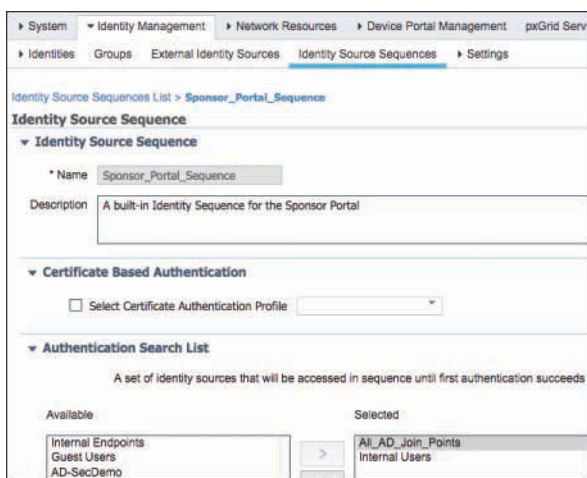 System Identity Management Network Resources Device Portal Management pxGrid Serv
Identities Groups External Identity Sources Identity Source Sequences Settings
Identity Source Sequences List > Sponsor_Portal_Sequence
Identity Source Sequence
Identity Source Sequence
* Name Sponsor_Portal_Sequence
Description A built-in Identity Sequence for the Sponsor Portal
Certificate Based Authentication
Select Certificate Authentication Profile
Authentication Search List
A set of identity sources that will be accessed in sequence until first authentication succeeds
Available Selected
Internal Endpoints > All_AD_Join_Points
Guest Users Internal Users
AD-SecDemo